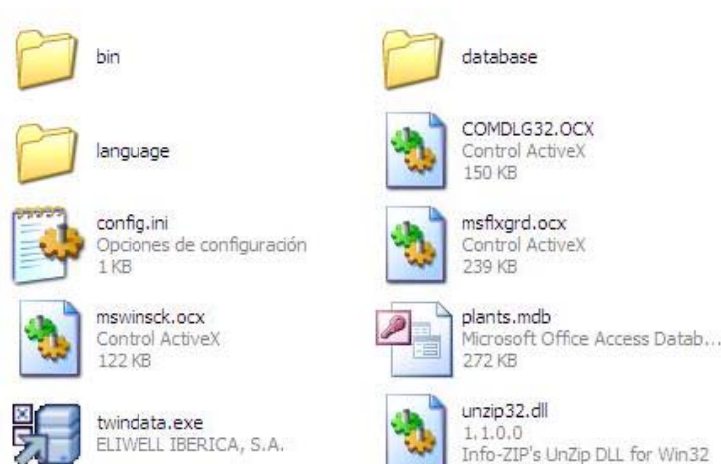 bin
database
language
COMDLG32.OCX
Control ActiveX
150 KB
config.ini
Opciones de configuración
1 KB
msflxgrd.ocx
Control ActiveX
239 KB
mswinsck.ocx
Control ActiveX
122 KB
plants.mdb
Microsoft Office Access Datab...
272 KB
twindata.exe
ELIWELL IBERICA, S.A.
unzip32.dll
1.1.0.0
Info-ZIP's UnZip DLL for Win32